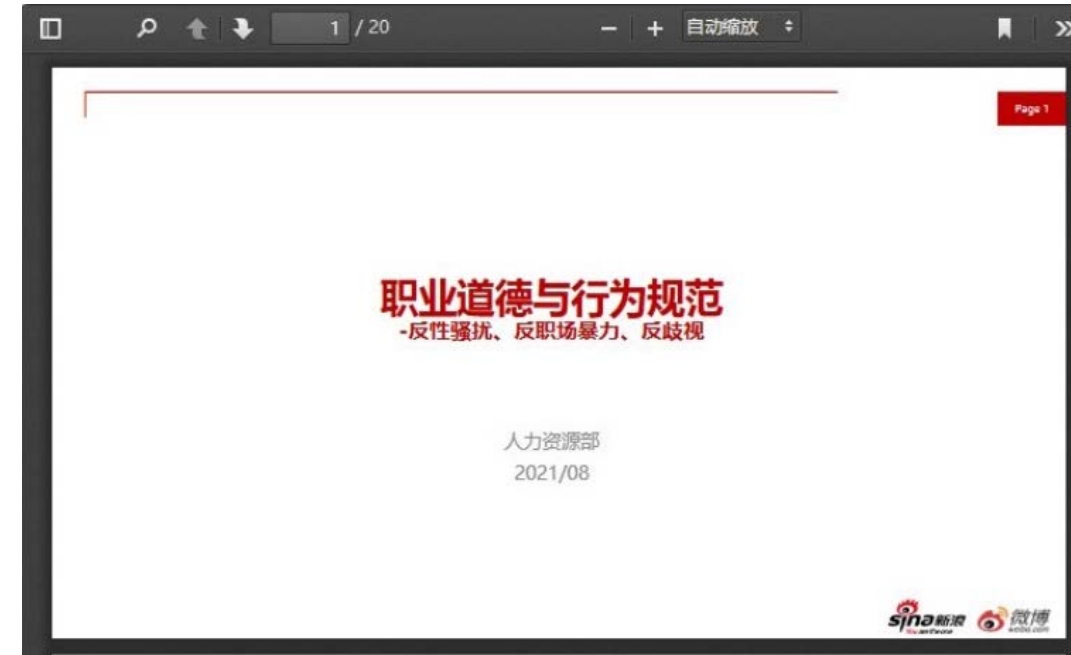 1 / 20
自动缩放
Page 1
职业道德与行为规范
-反性骚扰、反职场暴力、反歧视
人力资源部
2021/08
sina新浪
微博
weibo.com